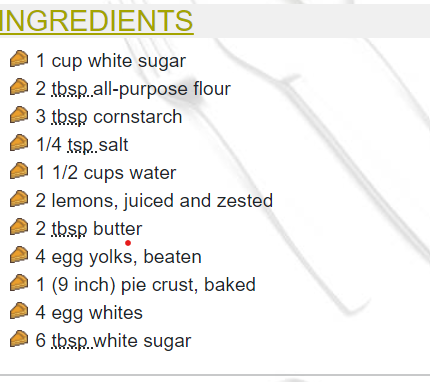 INGREDIENTS
1 cup white sugar
2 tbsp all-purpose flour
3 tbsp cornstarch
1/4 tsp salt
1 1/2 cups water
2 lemons, juiced and zested
2 tbsp butter
4 egg yolks, beaten
1 (9 inch) pie crust, baked
4 egg whites
6 tbsp white sugar